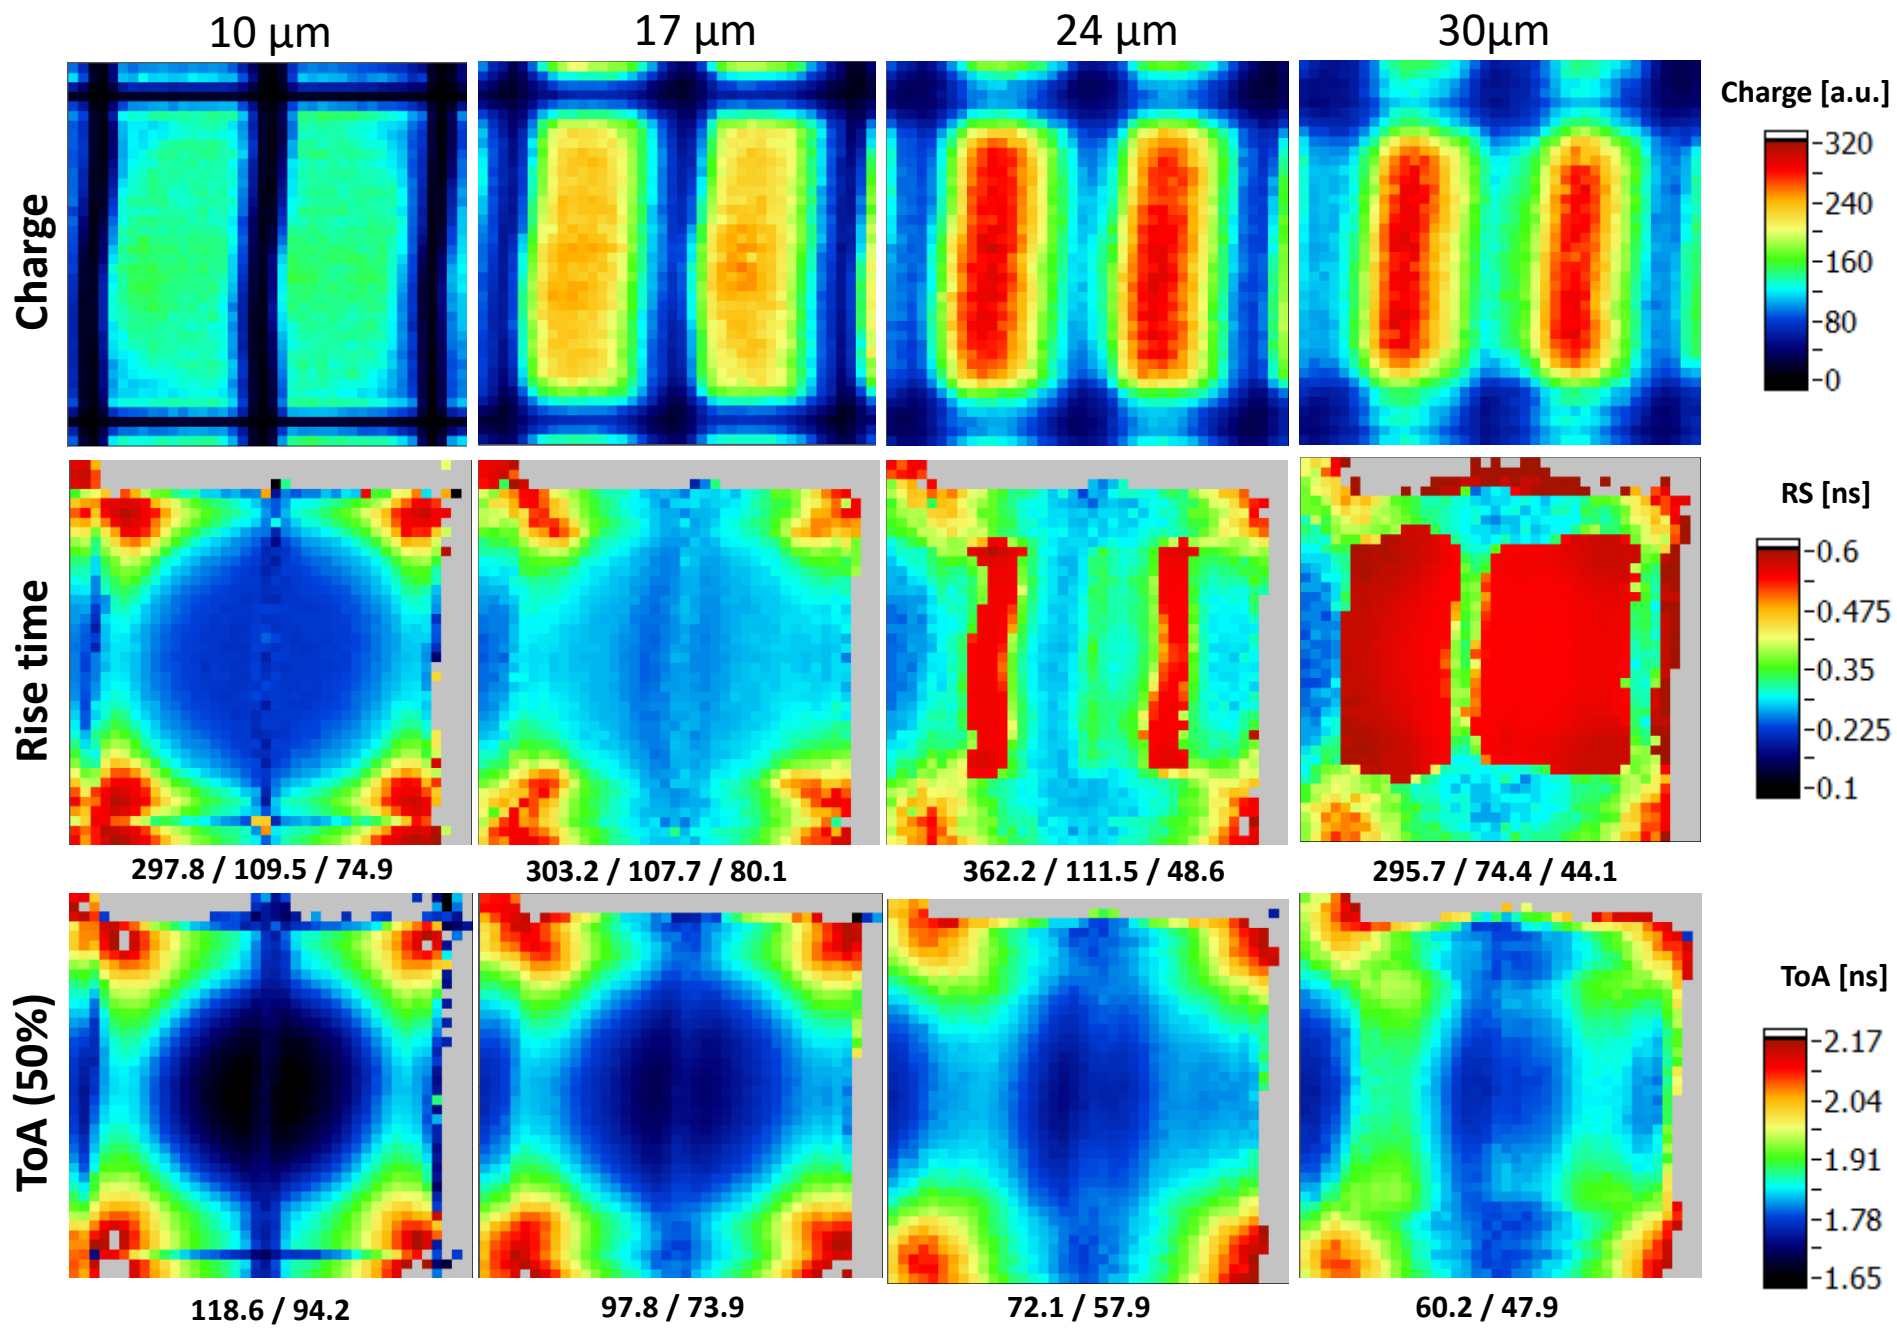 10 μm
17 μm
24 μm
30μm
Charge
Charge [a.u.]
320
240
160
80
0
Rise time
RS [ns]
0.6
0.475
0.35
0.225
0.1
297.8 / 109.5 / 74.9
303.2 / 107.7 / 80.1
362.2 / 111.5 / 48.6
295.7 / 74.4 / 44.1
ToA (50%)
ToA [ns]
2.17
2.04
1.91
1.78
1.65
118.6 / 94.2
97.8 / 73.9
72.1 / 57.9
60.2 / 47.9